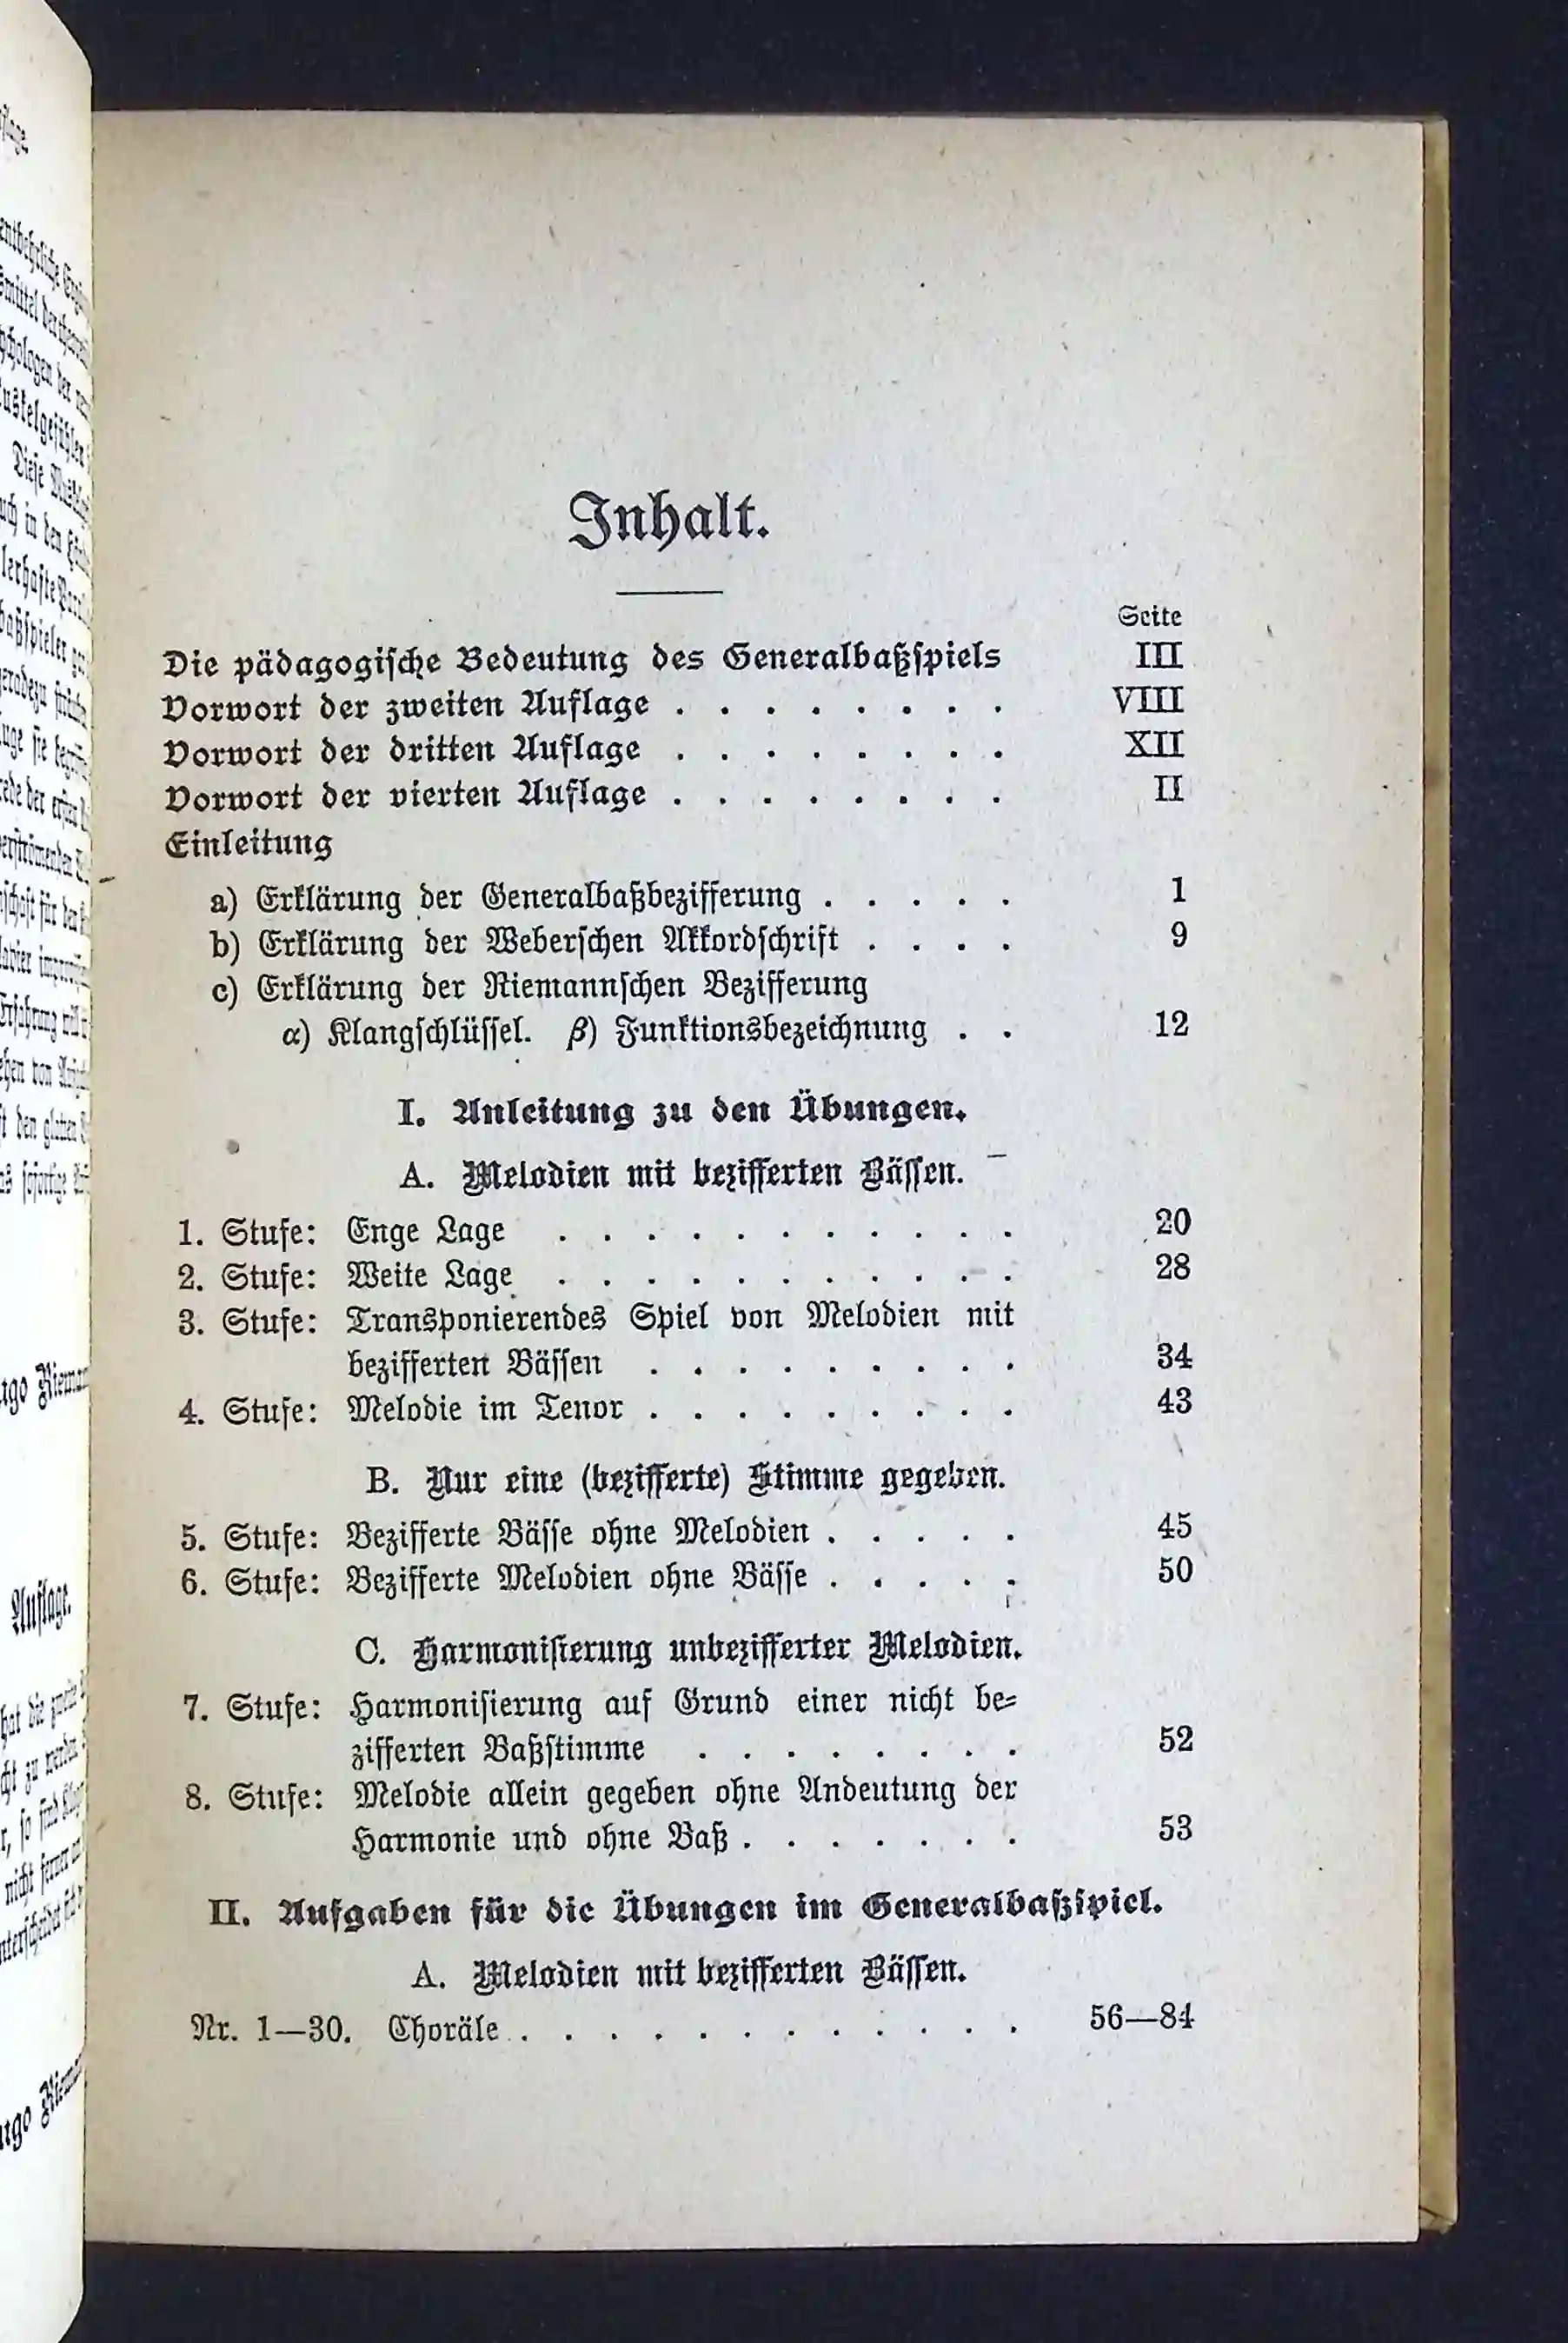 Inhalt.
Seite
Die pädagogische Bedeutung des Generalbaßspiels III
Vorwort der zweiten Auflage . . . . . . . . VIII
Vorwort der dritten Auflage . . . . . . . . XII
Vorwort der vierten Auflage . . . . . . . . II
Einleitung
a) Erklärung der Generalbaßbezifferung . . . . . 1
b) Erklärung der Weberschen Akkordschrift . . . . 9
c) Erklärung der Riemannschen Bezifferung
α) Klangschlüssel. β) Funktionsbezeichnung . . 12
I. Anleitung zu den Übungen.
A. Melodien mit bezifferten Bässen.
1. Stufe: Enge Lage . . . . . . . . . . . 20
2. Stufe: Weite Lage . . . . . . . . . . . 28
3. Stufe: Transponierendes Spiel von Melodien mit
bezifferten Bässen . . . . . . . . . 34
4. Stufe: Melodie im Tenor . . . . . . . . . 43
B. Nur eine (bezifferte) Stimme gegeben.
5. Stufe: Bezifferte Bässe ohne Melodien . . . . . 45
6. Stufe: Bezifferte Melodien ohne Bässe . . . . . 50
C. Harmonisierung unbezifferter Melodien.
7. Stufe: Harmonisierung auf Grund einer nicht be-
zifferten Baßstimme . . . . . . . . 52
8. Stufe: Melodie allein gegeben ohne Andeutung der
Harmonie und ohne Baß . . . . . . . 53
II. Aufgaben für die Übungen im Generalbaßspiel.
A. Melodien mit bezifferten Bässen.
Nr. 1—30. Choräle . . . . . . . . . . . . 56—84